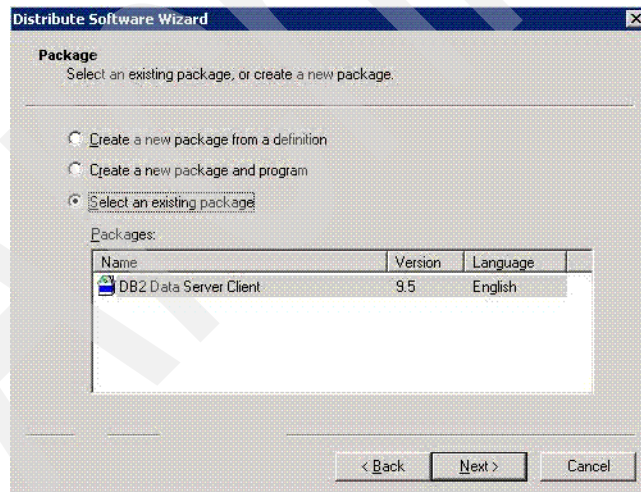 Distribute Software Wizard
Package
Select an existing package, or create a new package.
Create a new package from a definition
Create a new package and program
Select an existing package
Packages:
Name Version Language
DB2 Data Server Client 9.5 English
< Back Next > Cancel